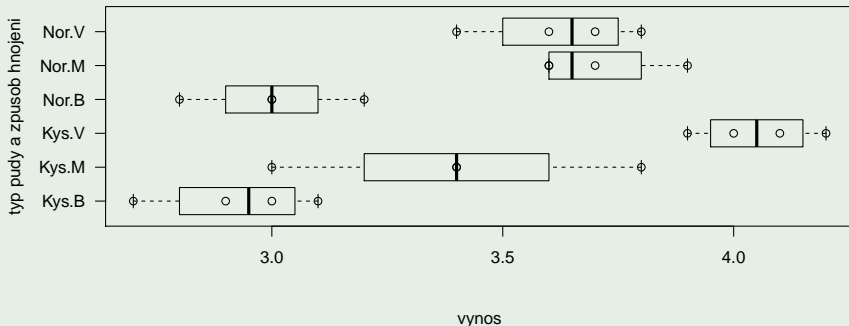 typ pudy a zpusob hnojeni
Nor.V
Nor.M
Nor.B
Kys.V
Kys.M
Kys.B
3.0 3.5 4.0
vynos